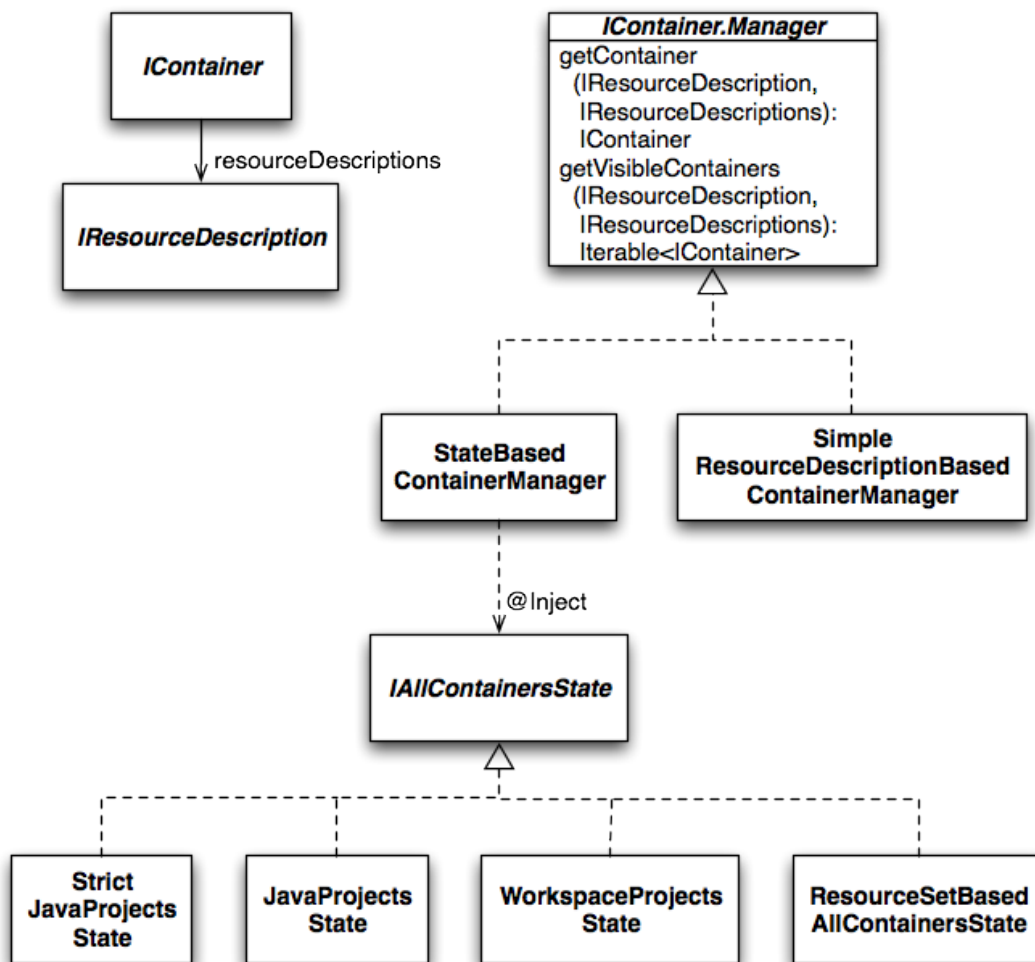 IContainer
resourceDescriptions
IResourceDescription
IContainer.Manager
getContainer
(IResourceDescription,
IResourceDescriptions):
IContainer
getVisibleContainers
(IResourceDescription,
IResourceDescriptions):
Iterable<IContainer>
StateBased
ContainerManager
Simple
ResourceDescriptionBased
ContainerManager
@Inject
IAllContainersState
Strict
JavaProjects
State
JavaProjects
State
WorkspaceProjects
State
ResourceSetBased
AllContainersState